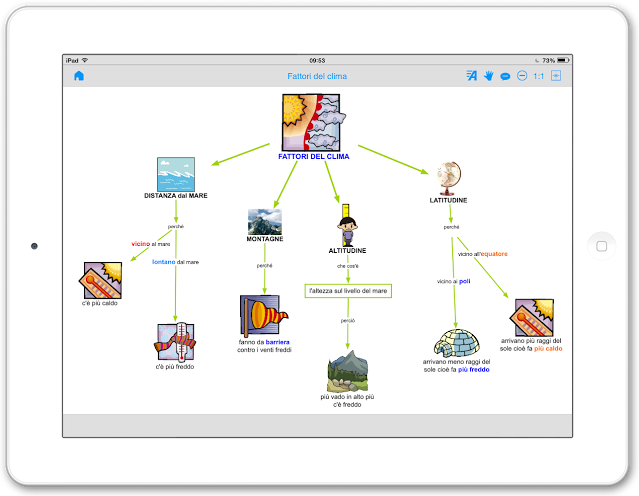 iPad 09:53 73%
Fattori del clima
1:1
FATTORI DEL CLIMA
DISTANZA dal MARE
perché
vicino al mare
lontano dal mare
c'è più caldo
c'è più freddo
MONTAGNE
perché
fanno da barriera
contro i venti freddi
ALTITUDINE
che cos'è
l'altezza sul livello del mare
perciò
più vado in alto più
c'è freddo
LATITUDINE
perché
vicino all'equatore
vicino ai poli
arrivano meno raggi del
sole cioè fa più freddo
arrivano più raggi del
sole cioè fa più caldo